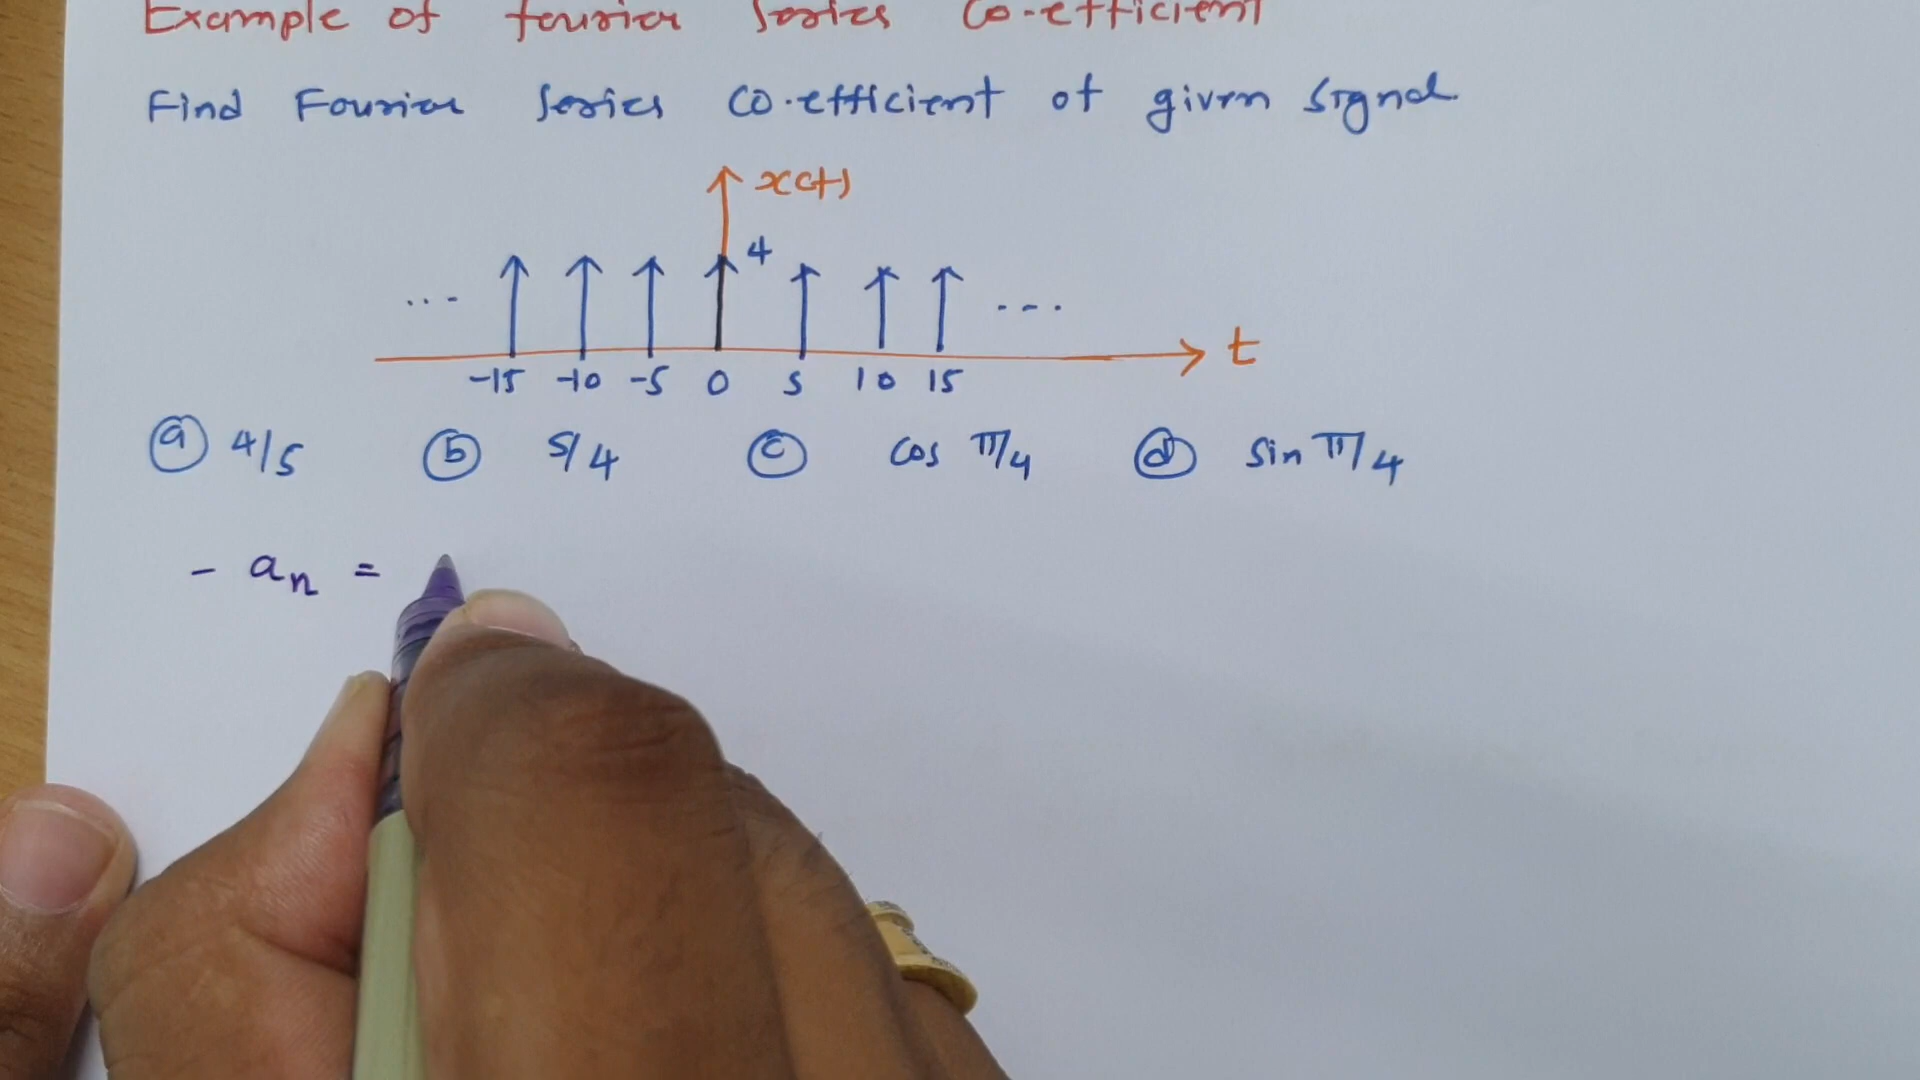 Example of fourier series Co-efficient
Find Fourier series co-efficient of given signal
x(t)
4
... ...
t
-15 -10 -5 0 5 10 15
(a) 4/5 (b) 5/4 (c) cos π/4 (d) sin π/4
- an =